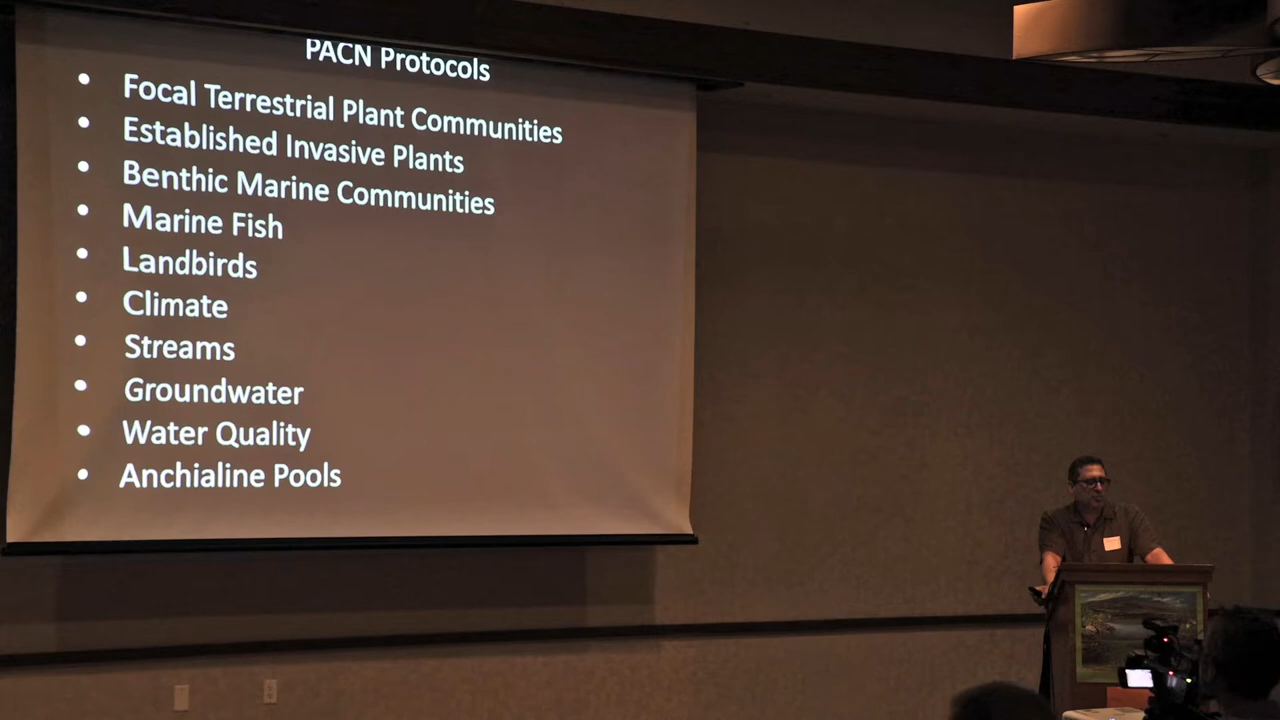 PACN Protocols
• Focal Terrestrial Plant Communities
• Established Invasive Plants
• Benthic Marine Communities
• Marine Fish
• Landbirds
• Climate
• Streams
• Groundwater
• Water Quality
• Anchialine Pools